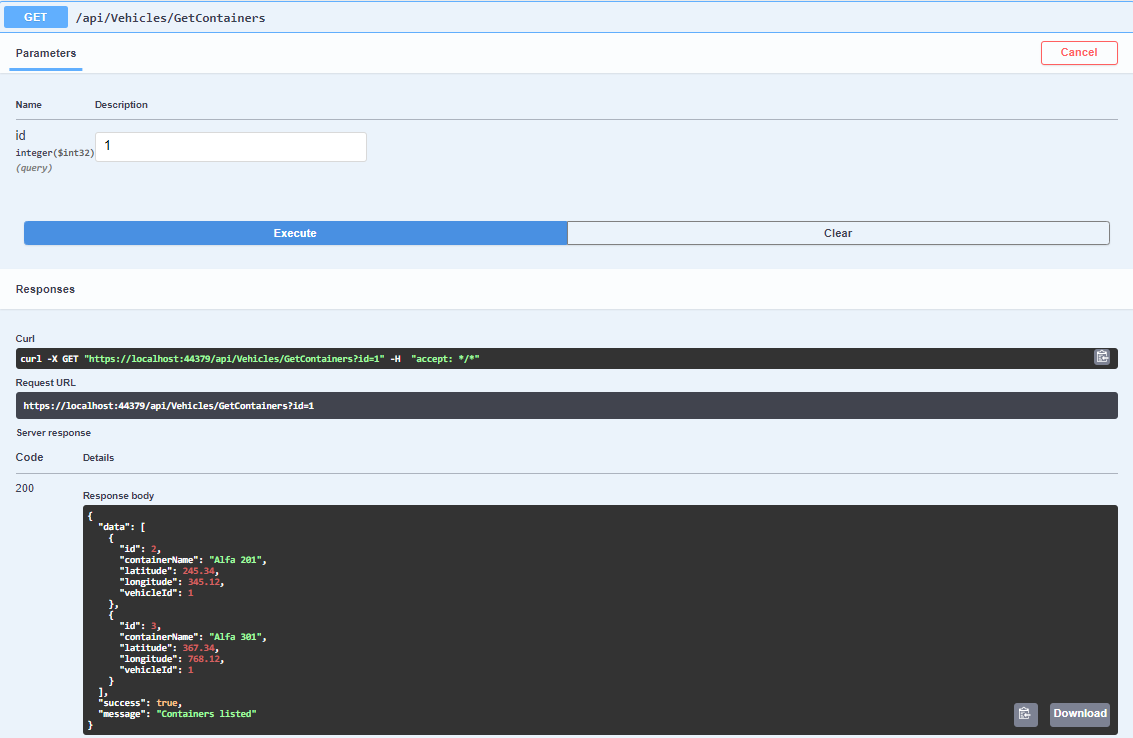 GET /api/Vehicles/GetContainers
Parameters
Cancel
Name Description
id
integer($int32)
(query)
1
Execute Clear
Responses
Curl
curl -X GET "https://localhost:44379/api/Vehicles/GetContainers?id=1" -H  "accept: */*"
Request URL
https://localhost:44379/api/Vehicles/GetContainers?id=1
Server response
Code Details
200
Response body
{
  "data": [
    {
      "id": 2,
      "containerName": "Alfa 201",
      "latitude": 245.34,
      "longitude": 345.12,
      "vehicleId": 1
    },
    {
      "id": 3,
      "containerName": "Alfa 301",
      "latitude": 367.34,
      "longitude": 768.12,
      "vehicleId": 1
    }
  ],
  "success": true,
  "message": "Containers listed"
}
Download